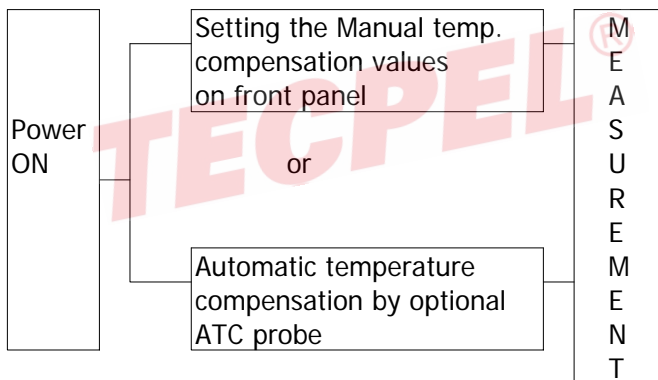 Power
ON
Setting the Manual temp.
compensation values
on front panel
or
Automatic temperature
compensation by optional
ATC probe
M
E
A
S
U
R
E
M
E
N
T
TECPEL®